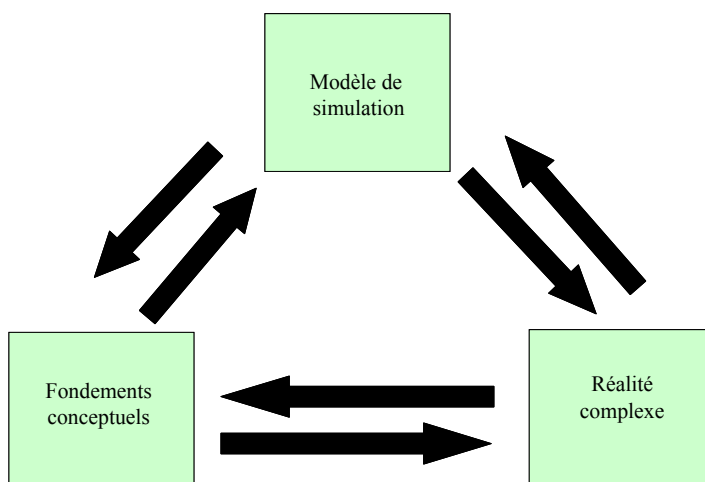 Modèle de
simulation
Fondements
conceptuels
Réalité
complexe